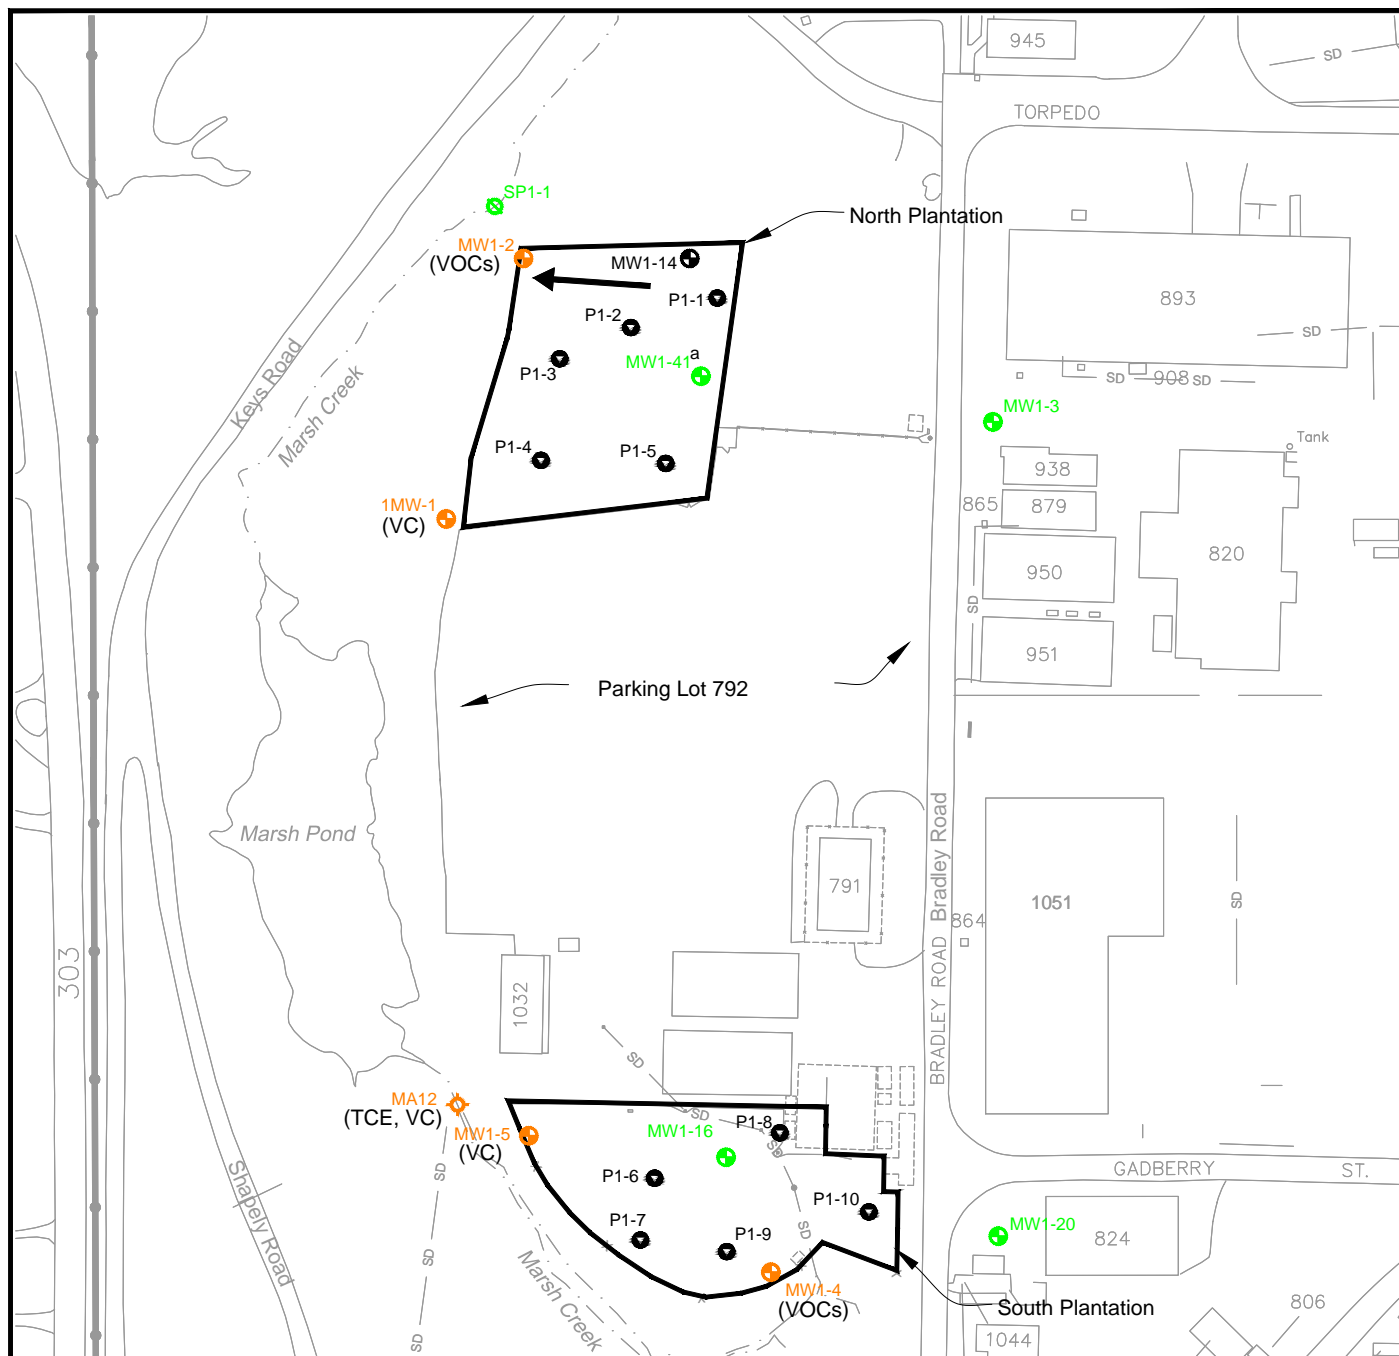 945
SD
TORPEDO
SP1-1
North Plantation
MW1-2
(VOCs)
MW1-14
P1-1
893
P1-2
SD
MW1-41a
P1-3
SD
908
SD
Keys Road
Marsh Creek
MW1-3
Tank
P1-4
P1-5
938
1MW-1
(VC)
865
879
820
950
SD
951
Parking Lot 792
Marsh Pond
Bradley Road
791
1051
SD
864
303
1032
BRADLEY ROAD
SD
MA12
(TCE, VC)
SD
P1-8
MW1-5
(VC)
MW1-16
SD
GADBERRY ST.
P1-6
P1-10
Shapely Road
P1-7
P1-9
SD
MW1-20
824
SD
Marsh Creek
MW1-4
(VOCs)
South Plantation
806
1044
SD